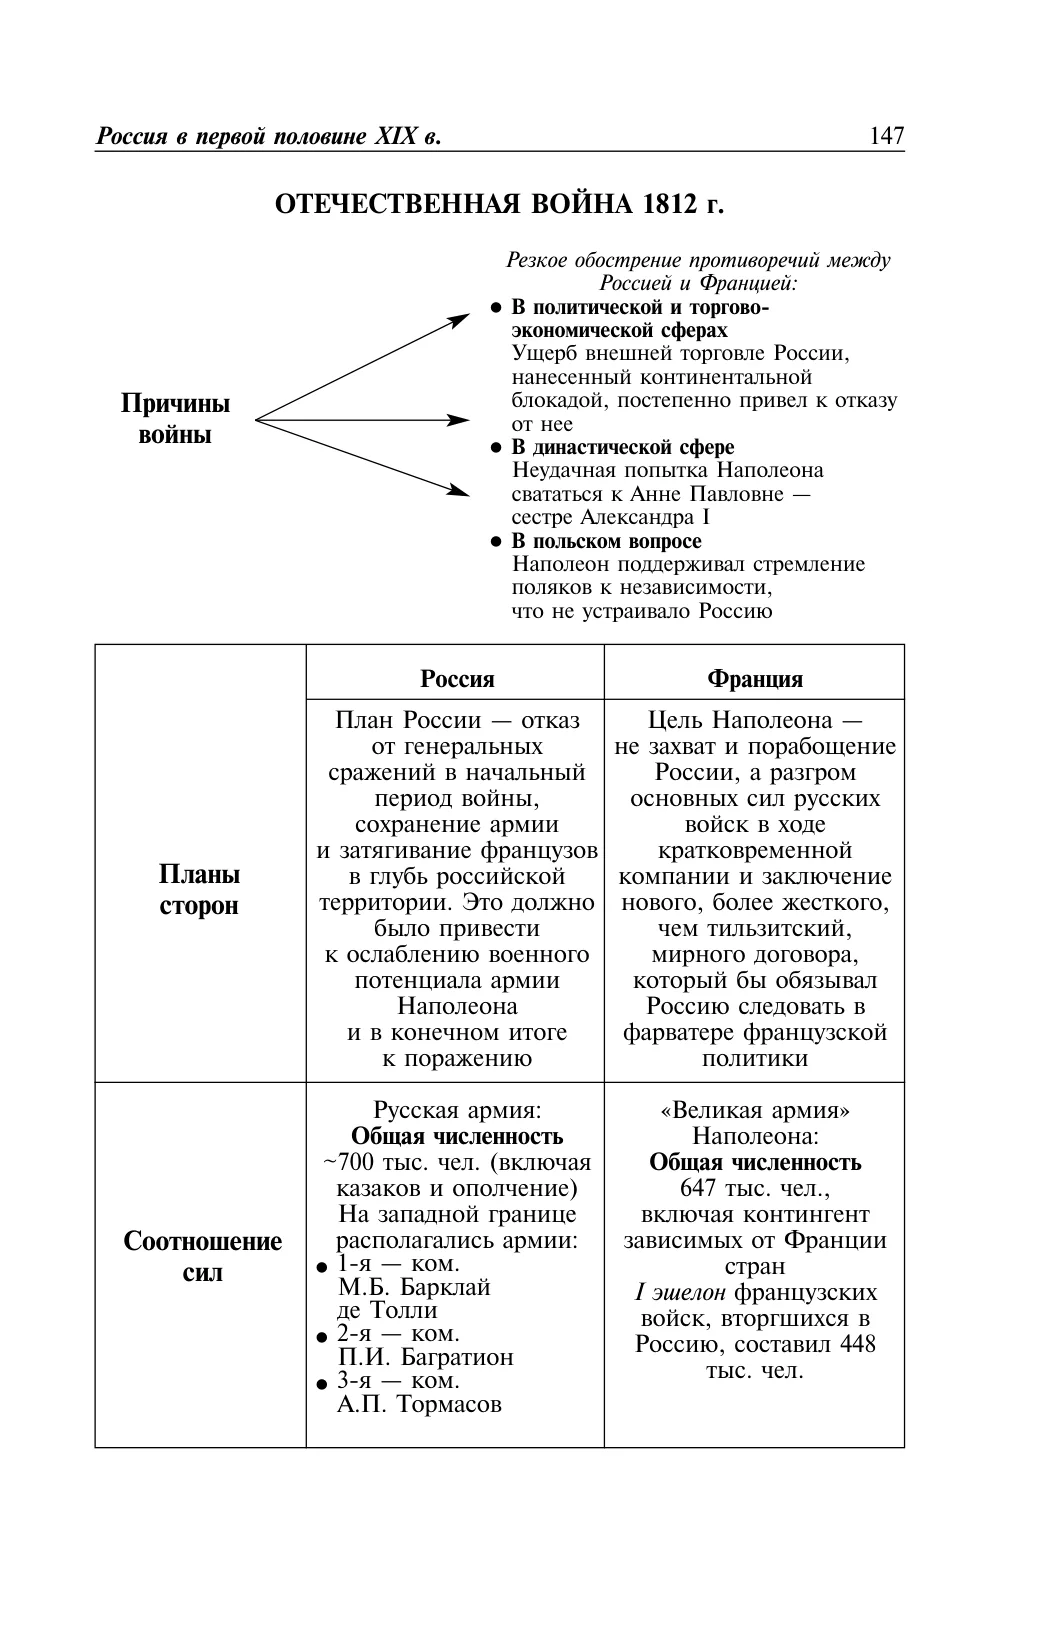 Россия в первой половине XIX в.
147
ОТЕЧЕСТВЕННАЯ ВОЙНА 1812 г.
Причины
войны
Резкое обострение противоречий между
Россией и Францией:
● В политической и торгово-
экономической сферах
Ущерб внешней торговле России,
нанесенный континентальной
блокадой, постепенно привел к отказу
от нее
● В династической сфере
Неудачная попытка Наполеона
свататься к Анне Павловне —
сестре Александра I
● В польском вопросе
Наполеон поддерживал стремление
поляков к независимости,
что не устраивало Россию
Россия
Франция
Планы
сторон
План России — отказ
от генеральных
сражений в начальный
период войны,
сохранение армии
и затягивание французов
в глубь российской
территории. Это должно
было привести
к ослаблению военного
потенциала армии
Наполеона
и в конечном итоге
к поражению
Цель Наполеона —
не захват и порабощение
России, а разгром
основных сил русских
войск в ходе
кратковременной
компании и заключение
нового, более жесткого,
чем тильзитский,
мирного договора,
который бы обязывал
Россию следовать в
фарватере французской
политики
Соотношение
сил
Русская армия:
Общая численность
~700 тыс. чел. (включая
казаков и ополчение)
На западной границе
располагались армии:
● 1-я — ком.
М.Б. Барклай
де Толли
● 2-я — ком.
П.И. Багратион
● 3-я — ком.
А.П. Тормасов
«Великая армия»
Наполеона:
Общая численность
647 тыс. чел.,
включая контингент
зависимых от Франции
стран
I эшелон французских
войск, вторгшихся в
Россию, составил 448
тыс. чел.